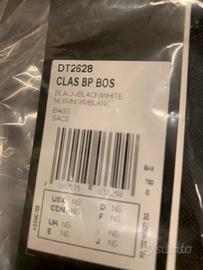 DT2628
CLAS BP BOS
BLACK/BLACK/WHITE
NOIR/NOIR/BLANC
BAGS
SACS
USA NS D NS
CDN NS F NS
UK NS I NS
E NS J NS
subito